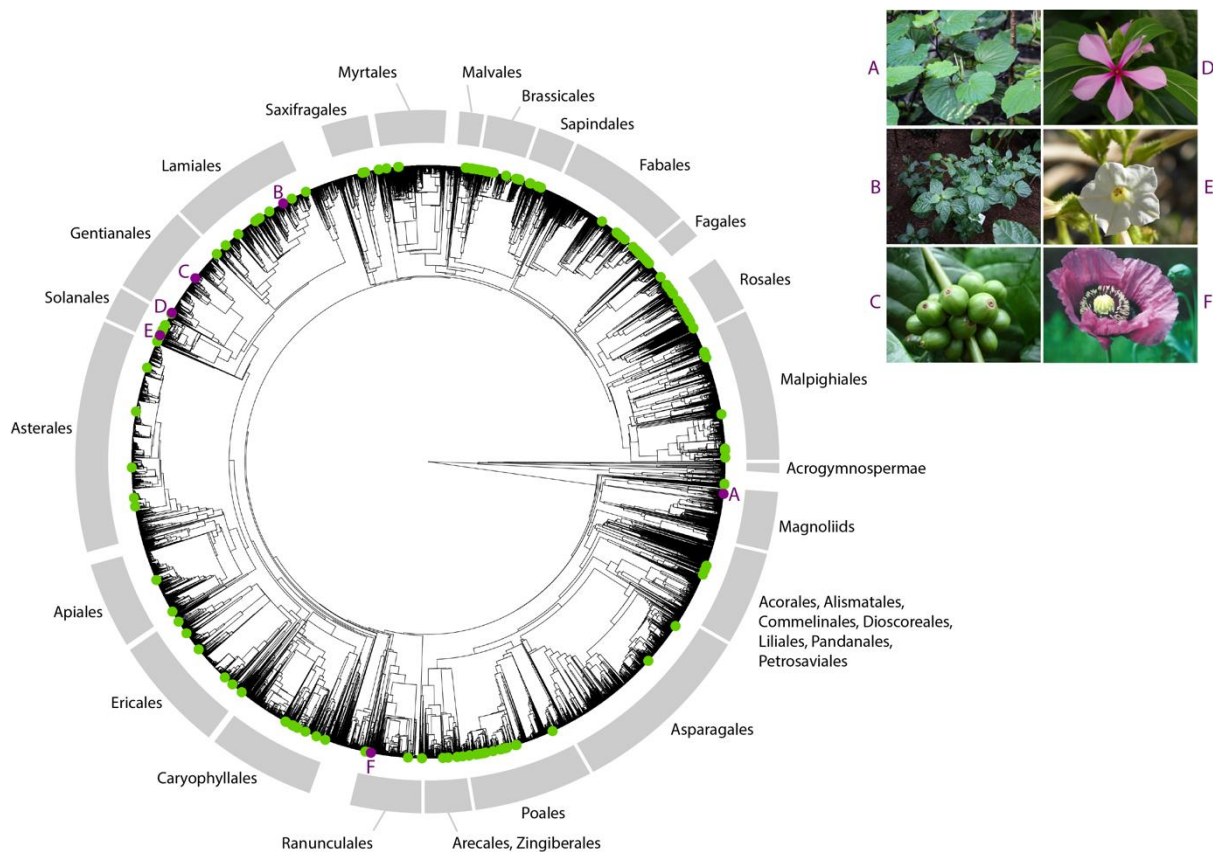 Myrtales
Malvales
Brassicales
Saxifragales
Sapindales
Lamiales
Fabales
Gentianales
Fagales
Solanales
Rosales
Asterales
Malpighiales
Acrogymnospermae
Magnoliids
Acorales, Alismatales,
Commelinales, Dioscoreales,
Liliales, Pandanales,
Petrosaviales
Apiales
Ericales
Asparagales
Caryophyllales
Poales
Ranunculales
Arecales, Zingiberales
B
C
D
E
A
F
A
D
B
E
C
F